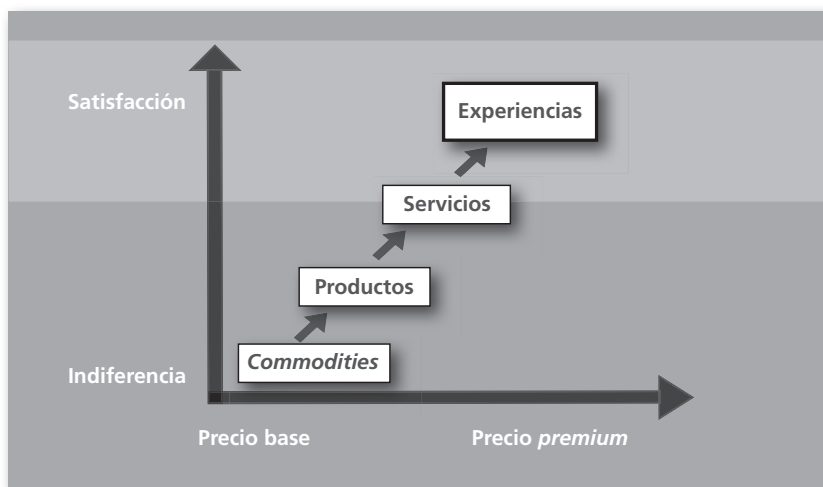 Satisfacción
Experiencias
Servicios
Productos
Commodities
Indiferencia
Precio base
Precio premium